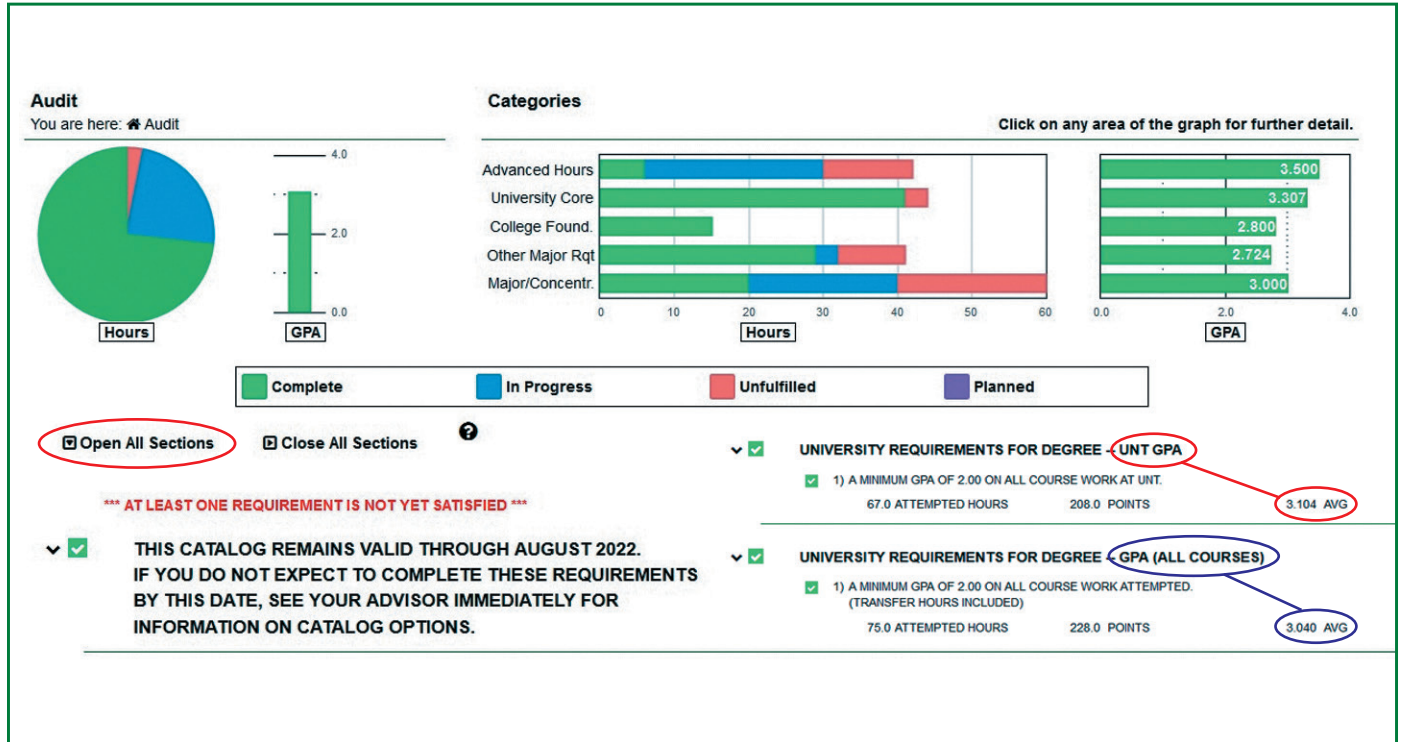 Audit
You are here: Audit
4.0
2.0
0.0
Hours
GPA
Categories
Click on any area of the graph for further detail.
Advanced Hours
University Core
College Found.
Other Major Rqt
Major/Concentr.
0 10 20 30 40 50 60
Hours
3.500
3.307
2.800
2.724
3.000
0.0 2.0 4.0
GPA
Complete In Progress Unfulfilled Planned
Open All Sections Close All Sections ?
*** AT LEAST ONE REQUIREMENT IS NOT YET SATISFIED ***
THIS CATALOG REMAINS VALID THROUGH AUGUST 2022.
IF YOU DO NOT EXPECT TO COMPLETE THESE REQUIREMENTS
BY THIS DATE, SEE YOUR ADVISOR IMMEDIATELY FOR
INFORMATION ON CATALOG OPTIONS.
UNIVERSITY REQUIREMENTS FOR DEGREE -- UNT GPA
1) A MINIMUM GPA OF 2.00 ON ALL COURSE WORK AT UNT.
67.0 ATTEMPTED HOURS 208.0 POINTS 3.104 AVG
UNIVERSITY REQUIREMENTS FOR DEGREE -- GPA (ALL COURSES)
1) A MINIMUM GPA OF 2.00 ON ALL COURSE WORK ATTEMPTED.
(TRANSFER HOURS INCLUDED)
75.0 ATTEMPTED HOURS 228.0 POINTS 3.040 AVG